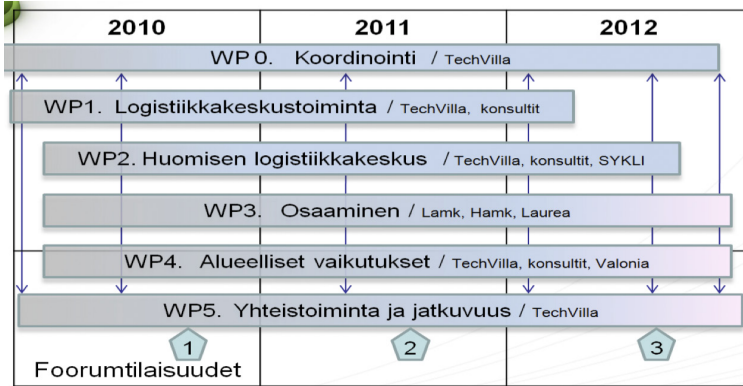 2010 2011 2012
WP 0. Koordinointi / TechVilla
WP1. Logistiikkakeskustoiminta / TechVilla, konsultit
WP2. Huomisen logistiikkakeskus / TechVilla, konsultit, SYKLI
WP3. Osaaminen / Lamk, Hamk, Laurea
WP4. Alueelliset vaikutukset / TechVilla, konsultit, Valonia
WP5. Yhteistoiminta ja jatkuvuus / TechVilla
1 2 3
Foorumtilaisuudet